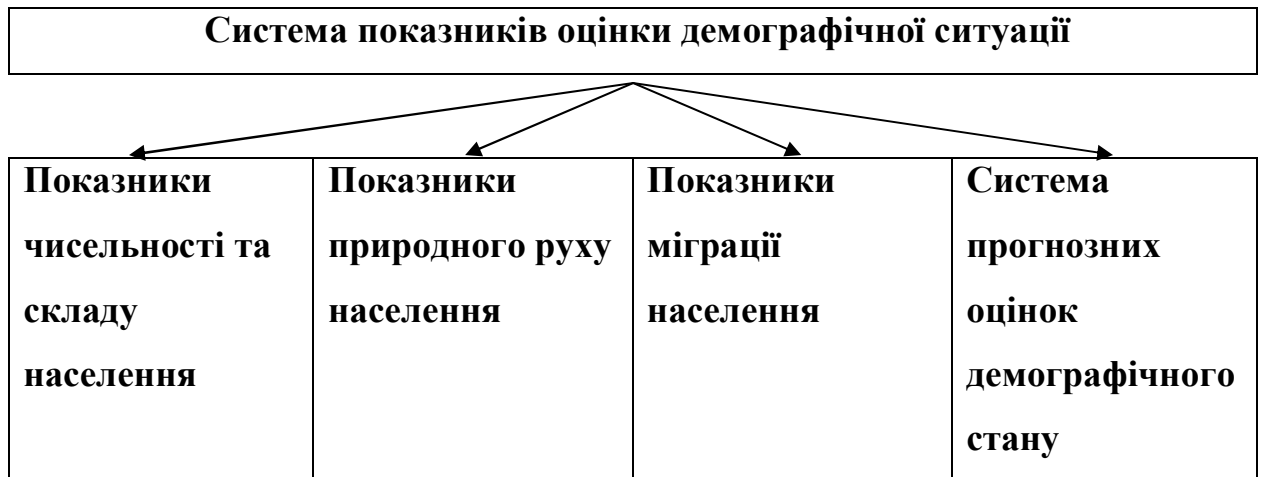 Система показників оцінки демографічної ситуації
Показники
чисельності та
складу
населення
Показники
природного руху
населення
Показники
міграції
населення
Система
прогнозних
оцінок
демографічного
стану